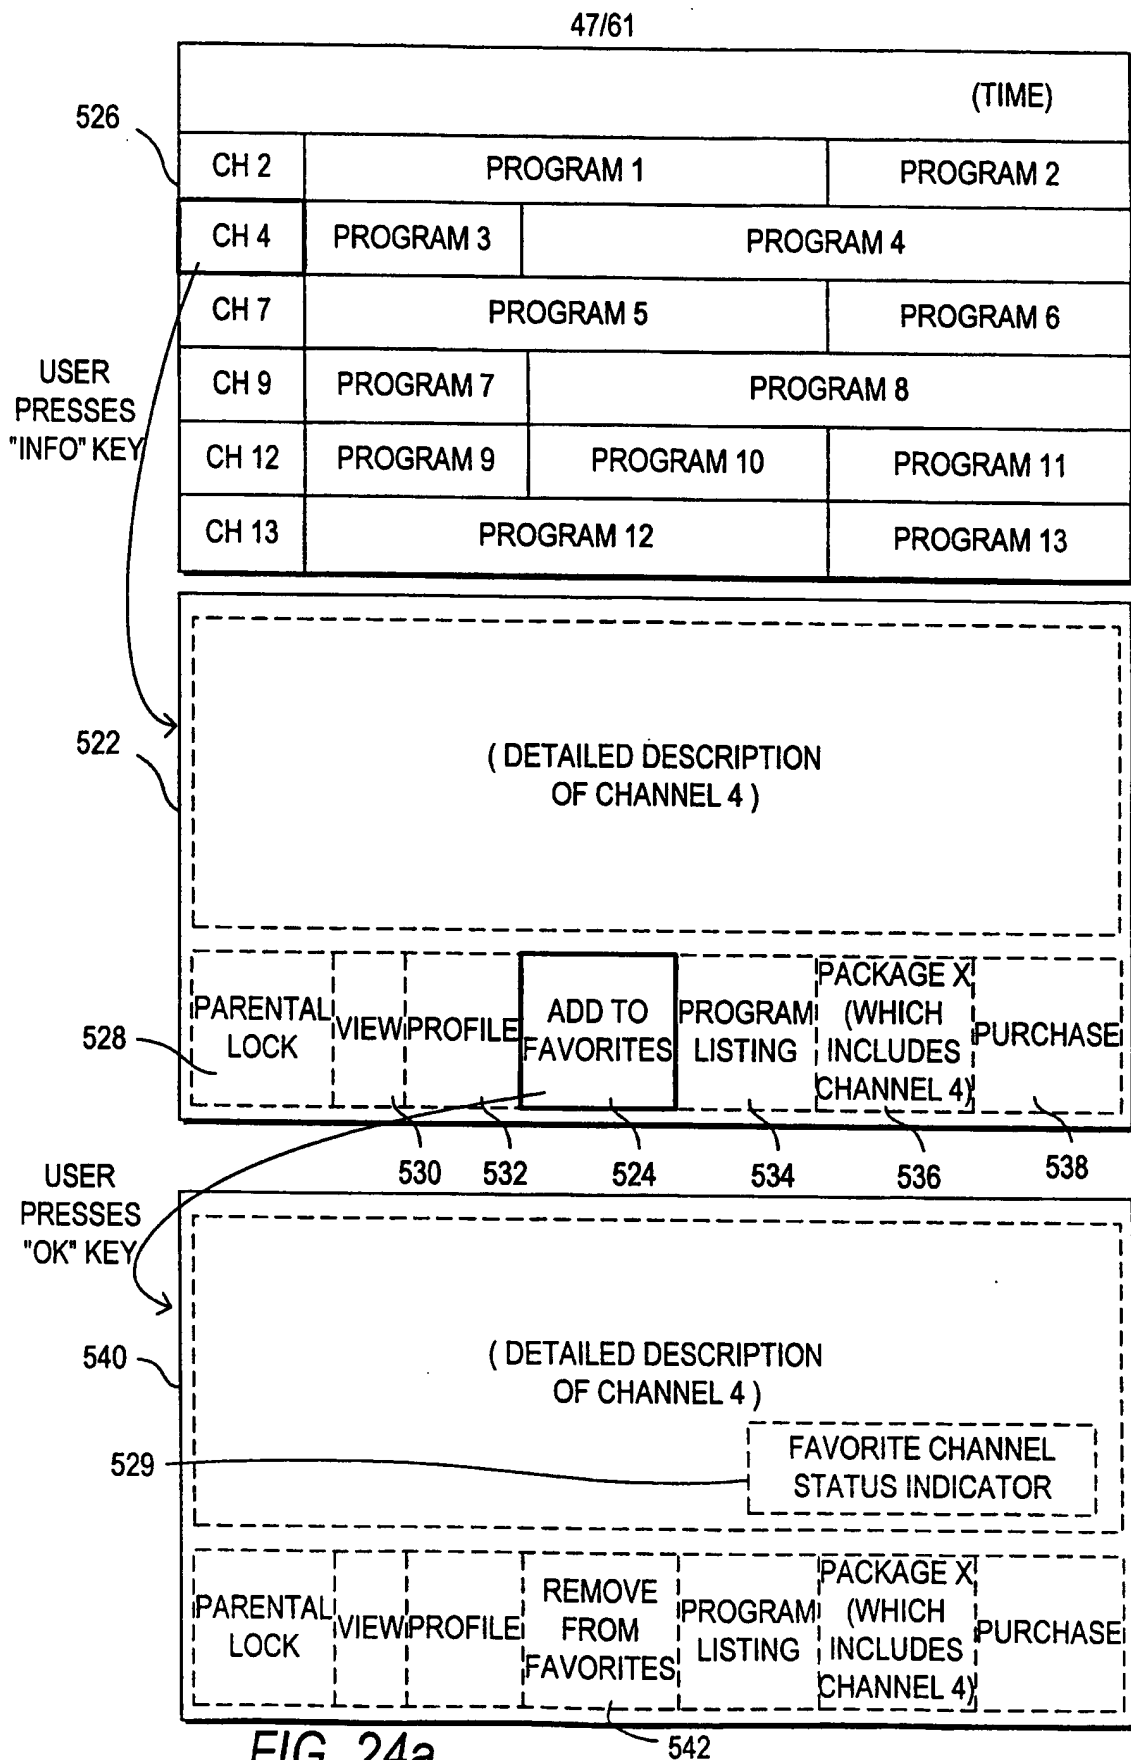 47/61
(TIME)
526
CH 2 PROGRAM 1 PROGRAM 2
CH 4 PROGRAM 3 PROGRAM 4
CH 7 PROGRAM 5 PROGRAM 6
CH 9 PROGRAM 7 PROGRAM 8
CH 12 PROGRAM 9 PROGRAM 10 PROGRAM 11
CH 13 PROGRAM 12 PROGRAM 13
USER
PRESSES
"INFO" KEY
522
( DETAILED DESCRIPTION
OF CHANNEL 4 )
528
PARENTAL
LOCK
VIEW
PROFILE
ADD TO
FAVORITES
PROGRAM
LISTING
PACKAGE X
(WHICH
INCLUDES
CHANNEL 4)
PURCHASE
530 532 524 534 536 538
USER
PRESSES
"OK" KEY
540
( DETAILED DESCRIPTION
OF CHANNEL 4 )
529
FAVORITE CHANNEL
STATUS INDICATOR
PARENTAL
LOCK
VIEW
PROFILE
REMOVE
FROM
FAVORITES
PROGRAM
LISTING
PACKAGE X
(WHICH
INCLUDES
CHANNEL 4)
PURCHASE
542
FIG. 24a